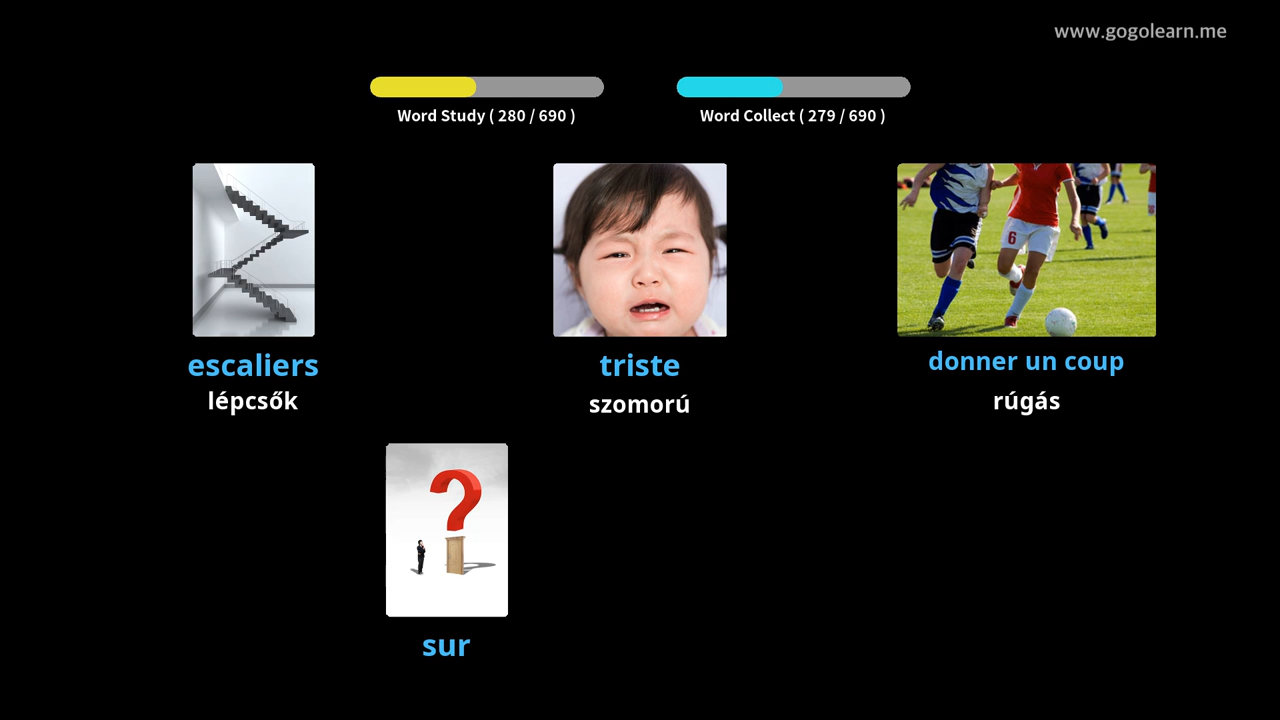 www.gogolearn.me
Word Study ( 280 / 690 )
Word Collect ( 279 / 690 )
escaliers
lépcsők
triste
szomorú
donner un coup
rúgás
6
?
sur